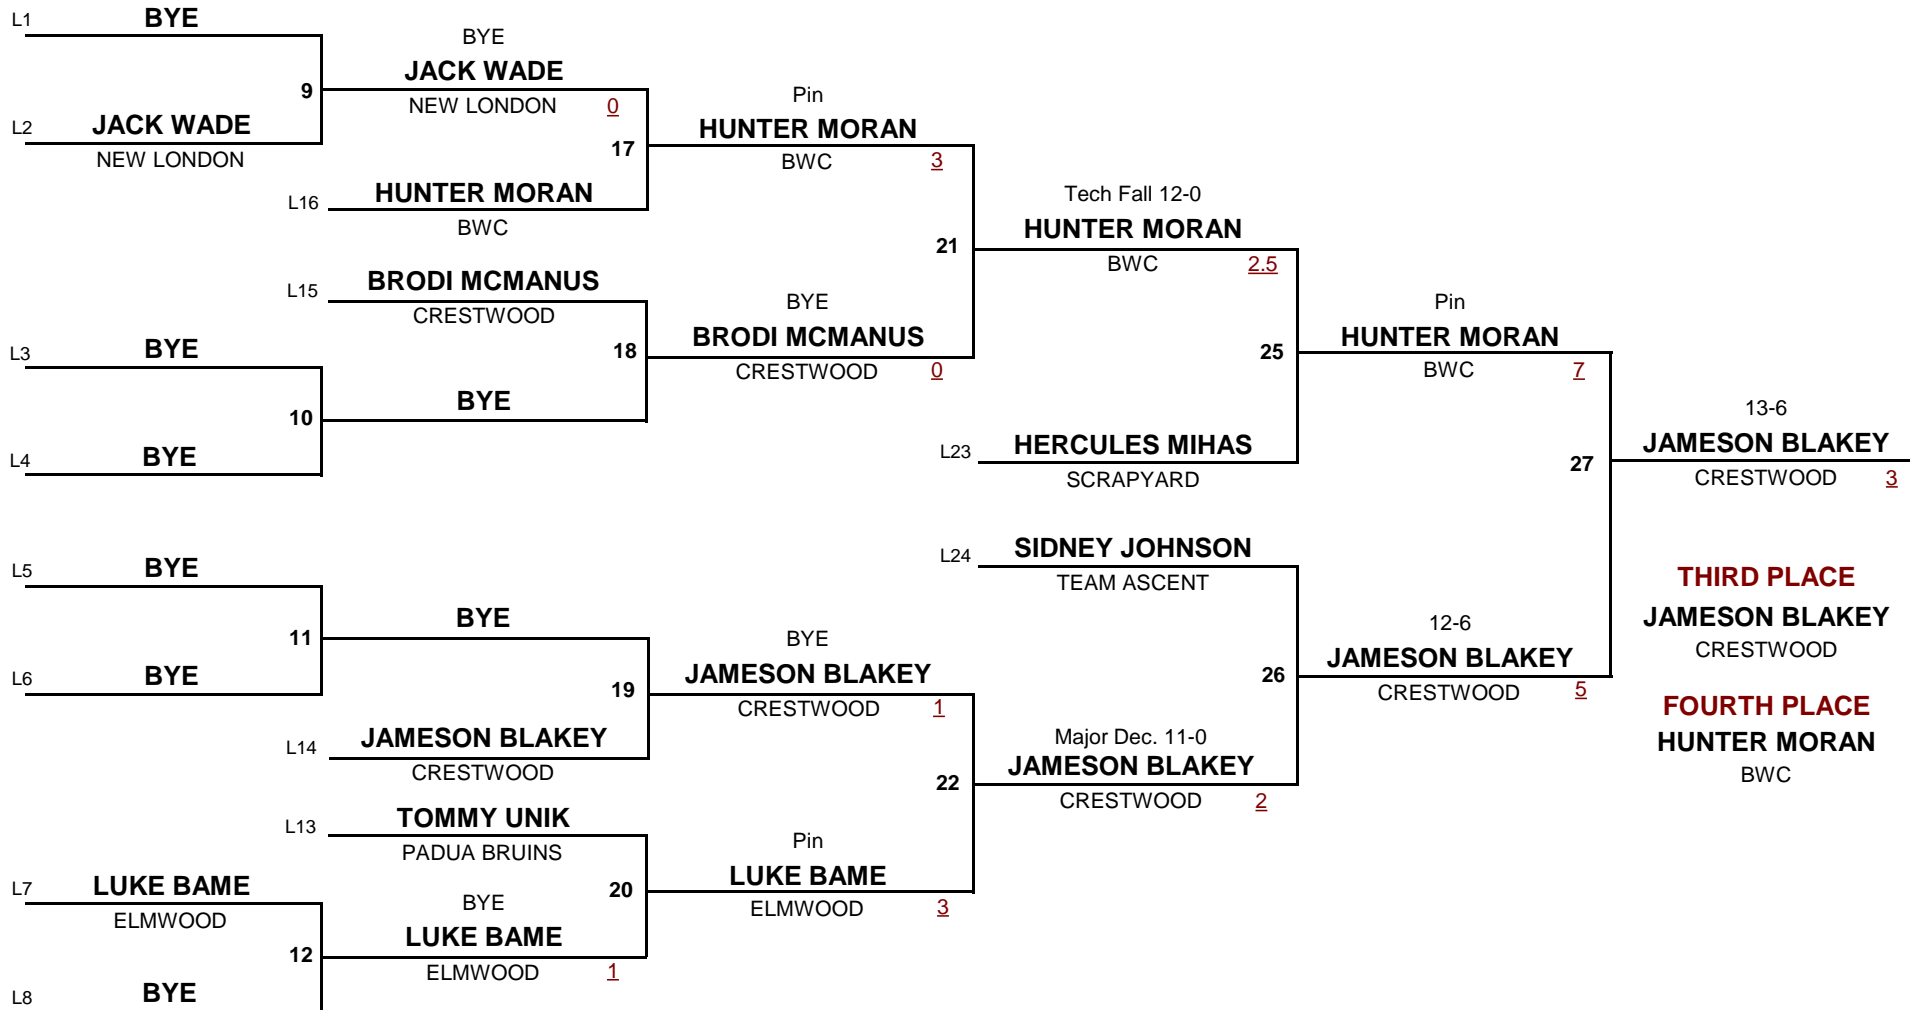 L1 BYE
BYE
JACK WADE
9
NEW LONDON 0
L2 JACK WADE
NEW LONDON
17
Pin
HUNTER MORAN
BWC 3
L16 HUNTER MORAN
BWC
21
Tech Fall 12-0
HUNTER MORAN
BWC 2.5
L15 BRODI MCMANUS
CRESTWOOD
BYE
BRODI MCMANUS
CRESTWOOD 0
18
L3 BYE
10
BYE
L4 BYE
25
Pin
HUNTER MORAN
BWC 7
L23 HERCULES MIHAS
SCRAPYARD
27
13-6
JAMESON BLAKEY
CRESTWOOD 3
L24 SIDNEY JOHNSON
TEAM ASCENT
L5 BYE
11
BYE
L6 BYE
19
BYE
JAMESON BLAKEY
CRESTWOOD 1
26
12-6
JAMESON BLAKEY
CRESTWOOD 5
THIRD PLACE
JAMESON BLAKEY
CRESTWOOD
FOURTH PLACE
HUNTER MORAN
BWC
L14 JAMESON BLAKEY
CRESTWOOD
22
Major Dec. 11-0
JAMESON BLAKEY
CRESTWOOD 2
L13 TOMMY UNIK
PADUA BRUINS
20
Pin
LUKE BAME
ELMWOOD 3
L7 LUKE BAME
ELMWOOD
12
BYE
LUKE BAME
ELMWOOD 1
L8 BYE